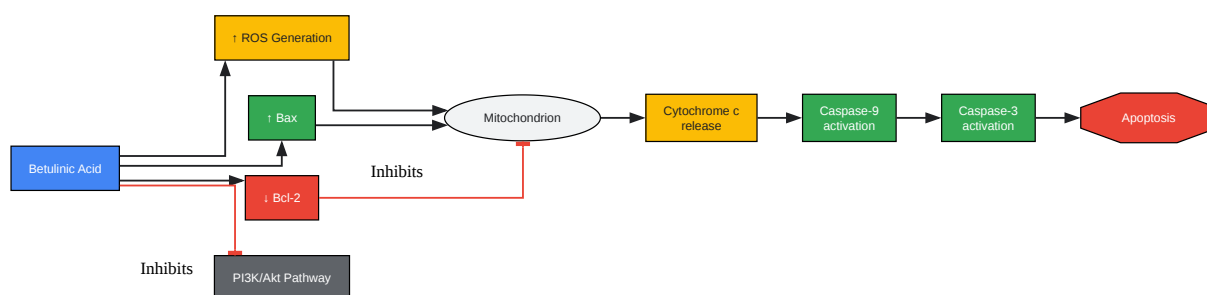 ↑ ROS Generation
↑ Bax
Mitochondrion
Cytochrome c
release
Caspase-9
activation
Caspase-3
activation
Apoptosis
Betulinic Acid
Inhibits
↓ Bcl-2
Inhibits
PI3K/Akt Pathway